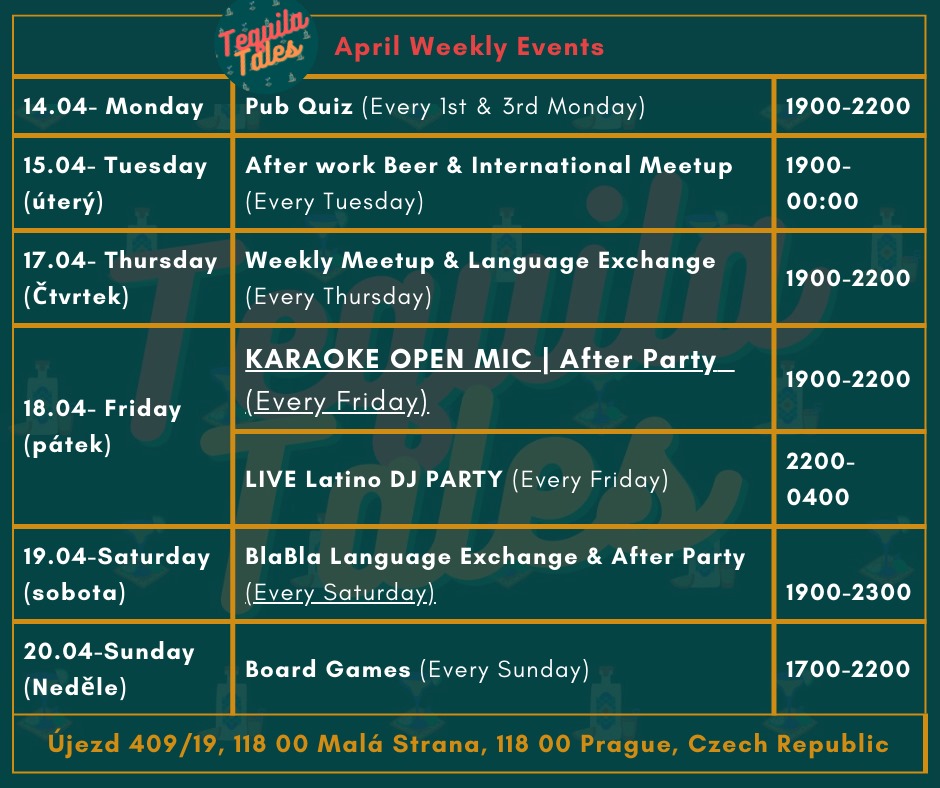 Tequila
Tales
April Weekly Events
14.04- Monday
Pub Quiz (Every 1st & 3rd Monday)
1900-2200
15.04- Tuesday
(úterý)
After work Beer & International Meetup
(Every Tuesday)
1900-
00:00
17.04- Thursday
(Čtvrtek)
Weekly Meetup & Language Exchange
(Every Thursday)
1900-2200
18.04- Friday
(pátek)
KARAOKE OPEN MIC | After Party
(Every Friday)
1900-2200
LIVE Latino DJ PARTY (Every Friday)
2200-
0400
19.04-Saturday
(sobota)
BlaBla Language Exchange & After Party
(Every Saturday)
1900-2300
20.04-Sunday
(Neděle)
Board Games (Every Sunday)
1700-2200
Tequila
Tales
Újezd 409/19, 118 00 Malá Strana, 118 00 Prague, Czech Republic